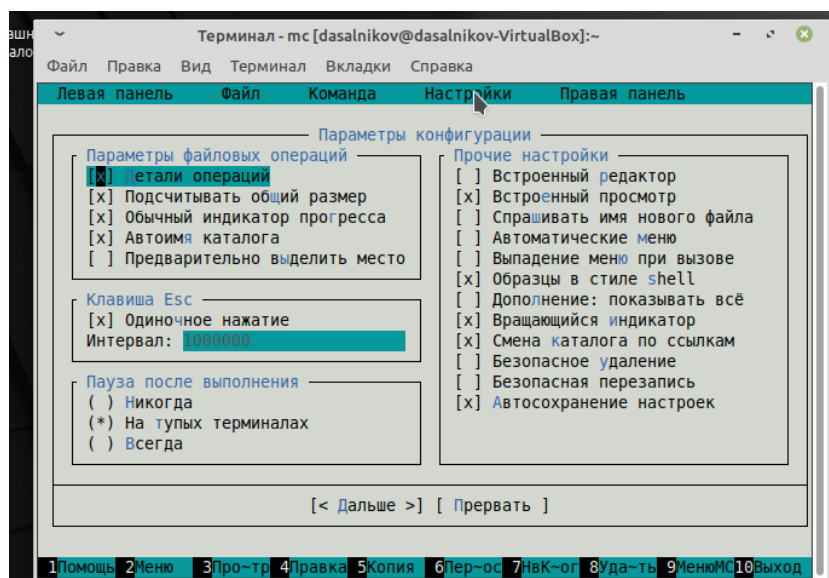 ашн
ало
Терминал - mc [dasalnikov@dasalnikov-VirtualBox]:~
Файл Правка Вид Терминал Вкладки Справка
Левая панель Файл Команда Настройки Правая панель
Параметры конфигурации
Параметры файловых операций
[x] Детали операций
[x] Подсчитывать общий размер
[x] Обычный индикатор прогресса
[x] Автоимя каталога
[ ] Предварительно выделить место
Клавиша Esc
[x] Одиночное нажатие
Интервал: 1000000
Пауза после выполнения
( ) Никогда
(*) На тупых терминалах
( ) Всегда
Прочие настройки
[ ] Встроенный редактор
[x] Встроенный просмотр
[ ] Спрашивать имя нового файла
[ ] Автоматические меню
[ ] Выпадение меню при вызове
[x] Образцы в стиле shell
[ ] Дополнение: показывать всё
[x] Вращающийся индикатор
[x] Смена каталога по ссылкам
[ ] Безопасное удаление
[ ] Безопасная перезапись
[x] Автосохранение настроек
[< Дальше >] [ Прервать ]
1Помощь 2Меню 3Про~тр 4Правка 5Копия 6Пер~ос 7НвК~ог 8Уда~ть 9МенюМС 10Выход